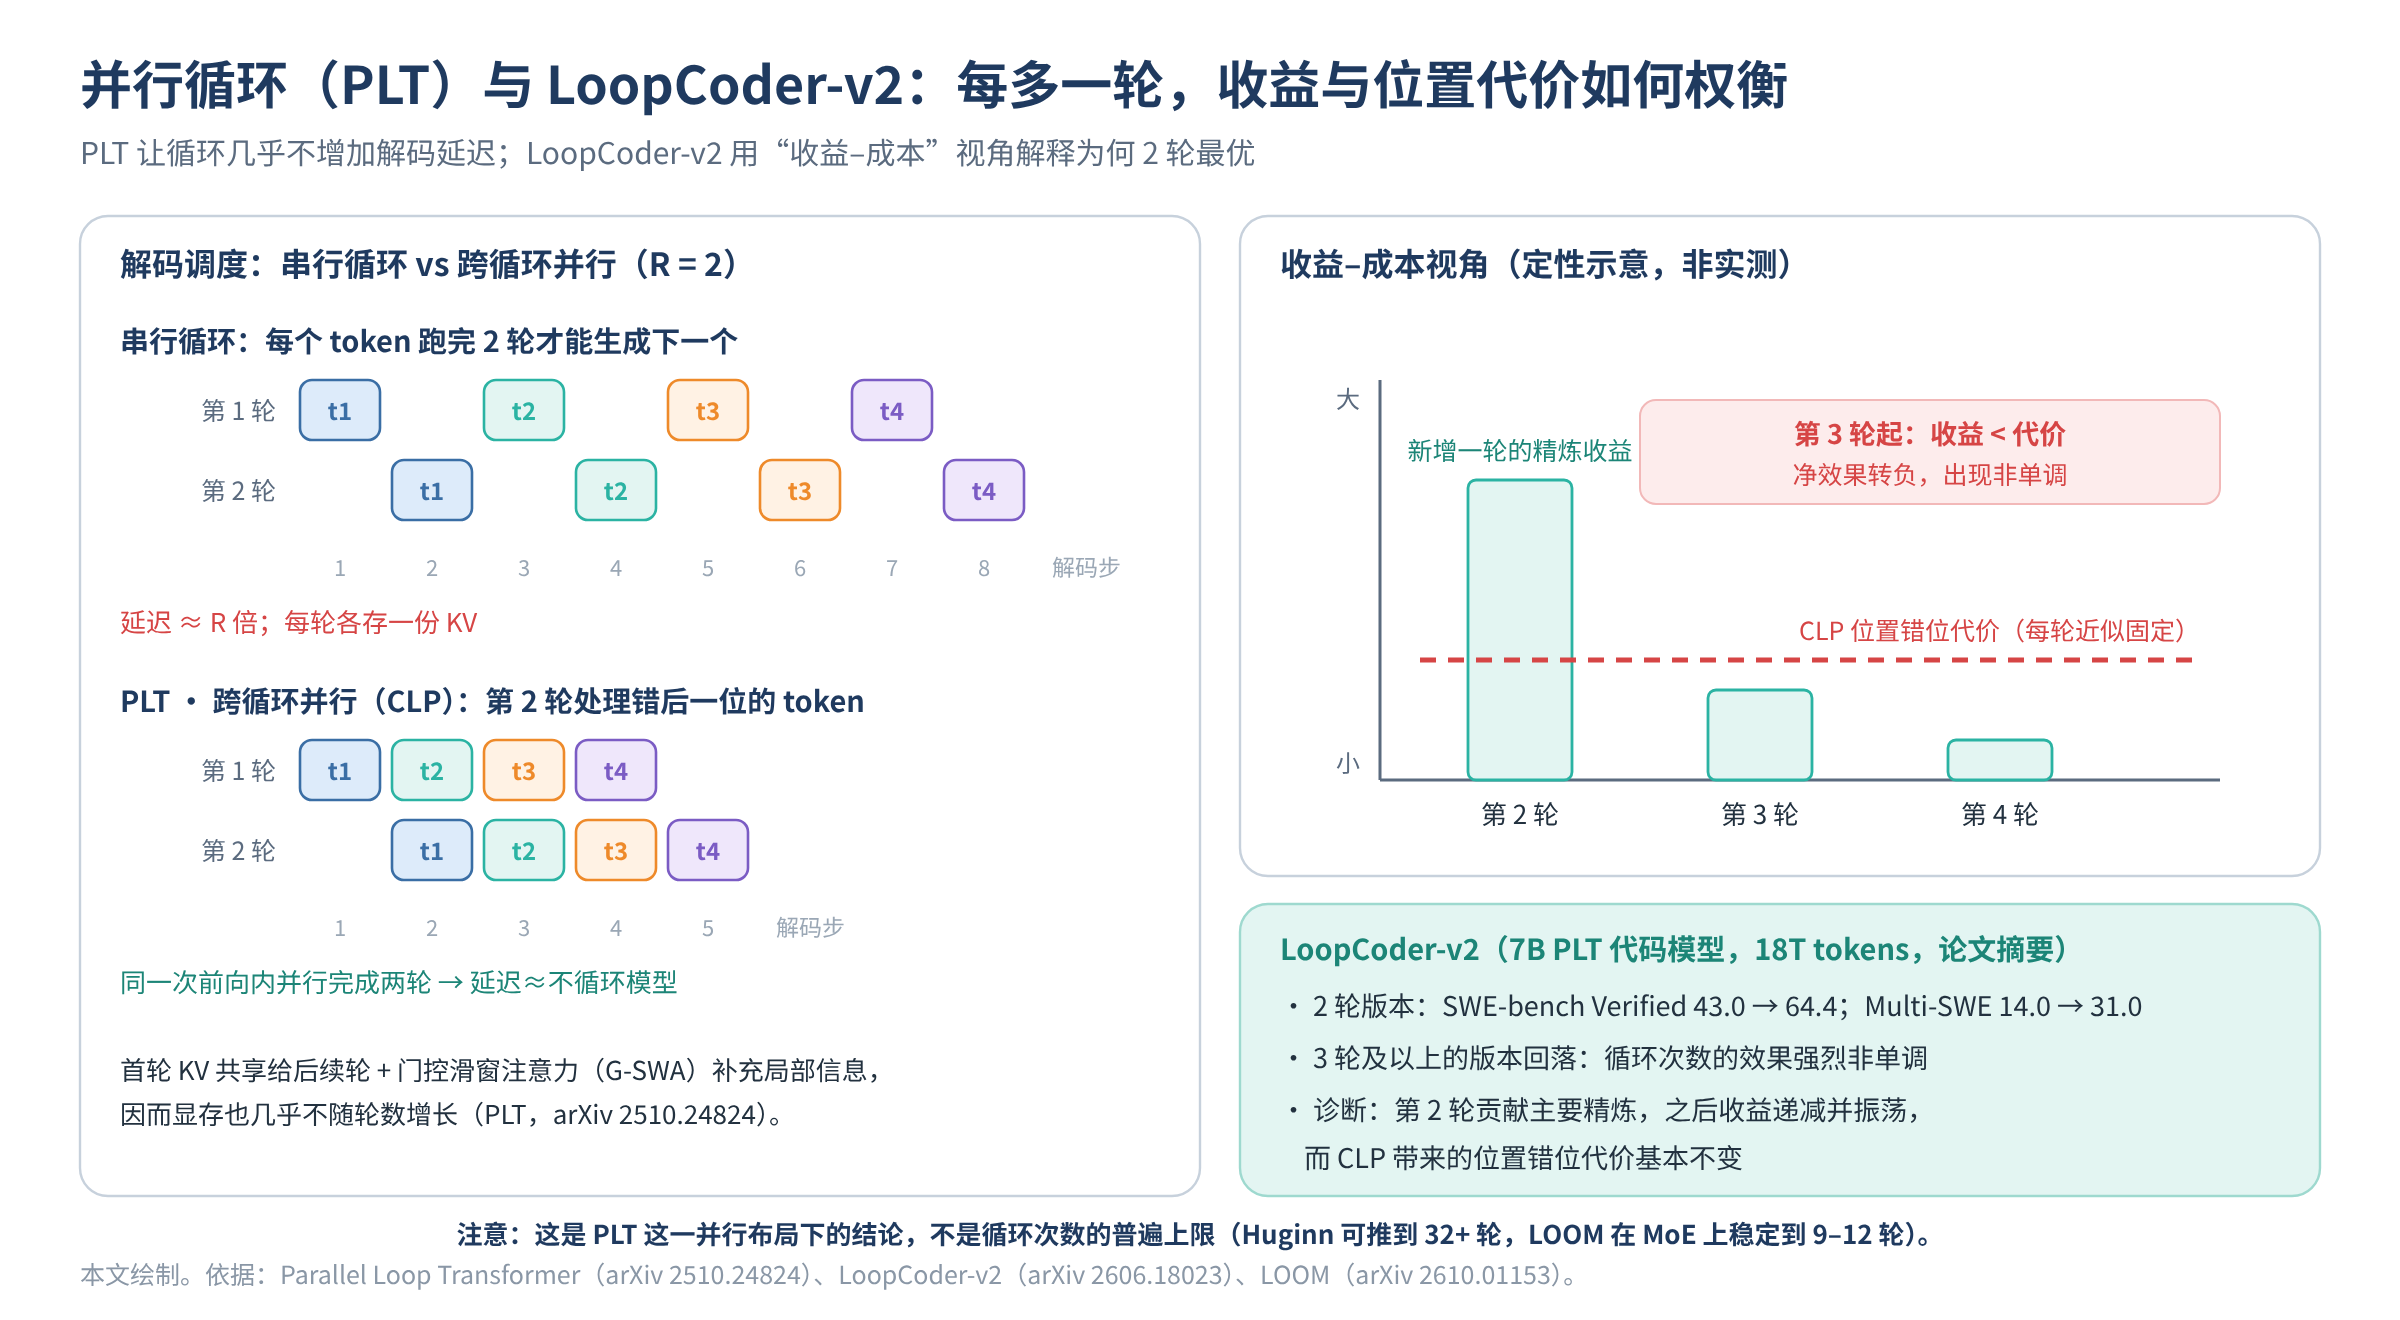 并行循环（PLT）与 LoopCoder-v2：每多一轮，收益与位置代价如何权衡
PLT 让循环几乎不增加解码延迟；LoopCoder-v2 用“收益–成本”视角解释为何 2 轮最优
解码调度：串行循环 vs 跨循环并行（R = 2）
串行循环：每个 token 跑完 2 轮才能生成下一个
第 1 轮 t1 t2 t3 t4
第 2 轮 t1 t2 t3 t4
1 2 3 4 5 6 7 8 解码步
延迟 ≈ R 倍；每轮各存一份 KV
PLT · 跨循环并行（CLP）：第 2 轮处理错后一位的 token
第 1 轮 t1 t2 t3 t4
第 2 轮 t1 t2 t3 t4
1 2 3 4 5 解码步
同一次前向内并行完成两轮 → 延迟≈不循环模型
首轮 KV 共享给后续轮 + 门控滑窗注意力（G-SWA）补充局部信息，
因而显存也几乎不随轮数增长（PLT，arXiv 2510.24824）。
收益–成本视角（定性示意，非实测）
大
新增一轮的精炼收益
第 3 轮起：收益 < 代价
净效果转负，出现非单调
CLP 位置错位代价（每轮近似固定）
小
第 2 轮 第 3 轮 第 4 轮
LoopCoder-v2（7B PLT 代码模型，18T tokens，论文摘要）
· 2 轮版本：SWE-bench Verified 43.0 → 64.4；Multi-SWE 14.0 → 31.0
· 3 轮及以上的版本回落：循环次数的效果强烈非单调
· 诊断：第 2 轮贡献主要精炼，之后收益递减并振荡，
而 CLP 带来的位置错位代价基本不变
注意：这是 PLT 这一并行布局下的结论，不是循环次数的普遍上限（Huginn 可推到 32+ 轮，LOOM 在 MoE 上稳定到 9–12 轮）。
本文绘制。依据：Parallel Loop Transformer（arXiv 2510.24824）、LoopCoder-v2（arXiv 2606.18023）、LOOM（arXiv 2610.01153）。